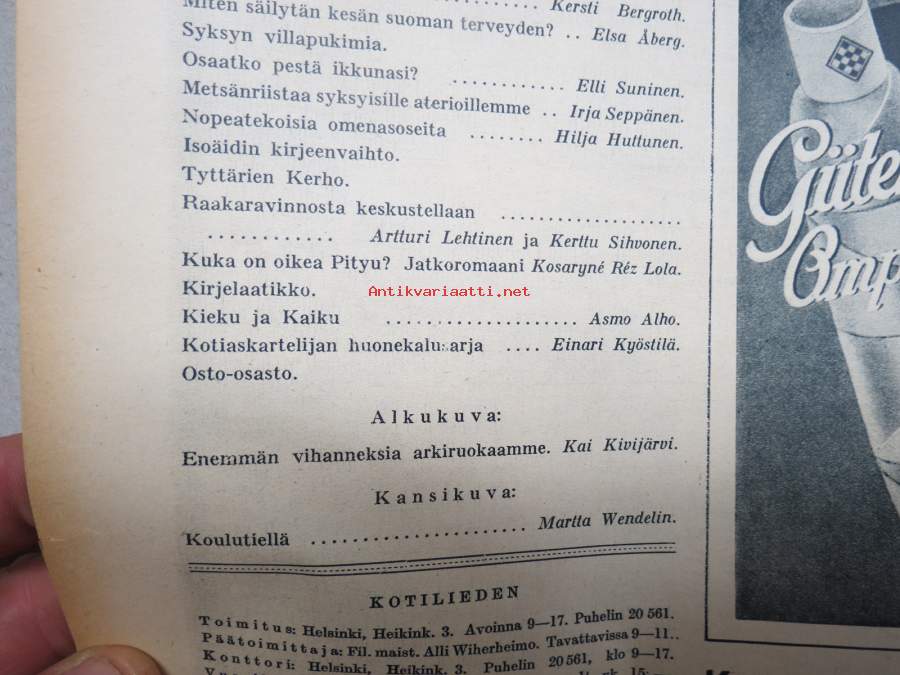 Kersti Bergroth.
Miten säilytän kesän suoman terveyden? .. Elsa Åberg.
Syksyn villapukimia.
Osaatko pestä ikkunasi? ........... Elli Suninen.
Metsänriistaa syksyisille aterioillemme .. Irja Seppänen.
Nopeatekoisia omenasoseita ........ Hilja Huttunen.
Isoäidin kirjeenvaihto.
Tyttärien Kerho.
Raakaravinnosta keskustellaan ...................
............. Artturi Lehtinen ja Kerttu Sihvonen.
Kuka on oikea Pityu? Jatkoromaani Kosaryné Réz Lola.
Kirjelaatikko.
Antikvariaatti.net
Kieku ja Kaiku .................... Asmo Alho.
Kotiaskartelijan huonekalusarja .... Einari Kyöstilä.
Osto-osasto.
Alkukuva:
Enemmän vihanneksia arkiruokaamme. Kai Kivijärvi.
Kansikuva:
Koulutiellä ....................... Martta Wendelin.
KOTILIEDEN
Toimitus: Helsinki, Heikink. 3. Avoinna 9—17. Puhelin 20 561.
Päätoimittaja: Fil. maist. Alli Wiherheimo. Tavattavissa 9—11..
Konttori: Helsinki, Heikink. 3. Puhelin 20 561, klo 9—17.